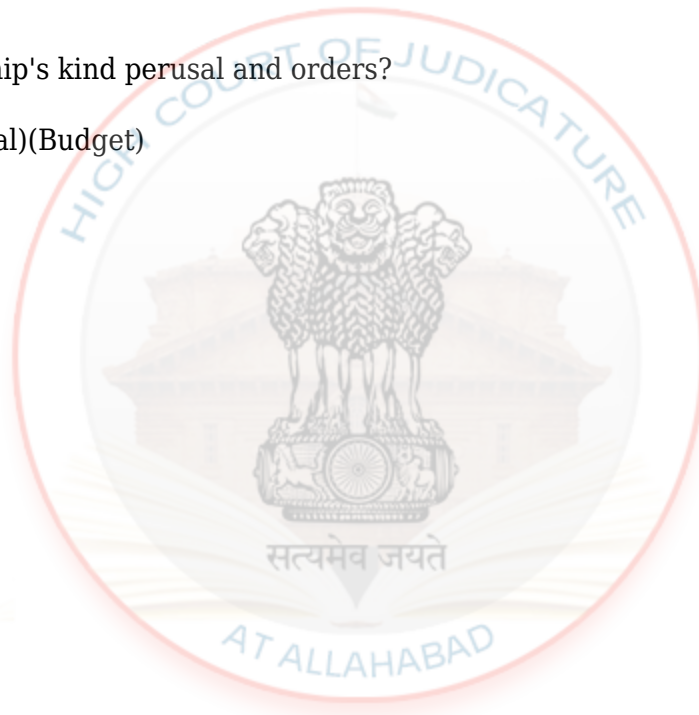 ip's kind perusal and orders?
al)(Budget)
HIGH COURT OF JUDICATURE
सत्यमेव जयते
AT ALLAHABAD